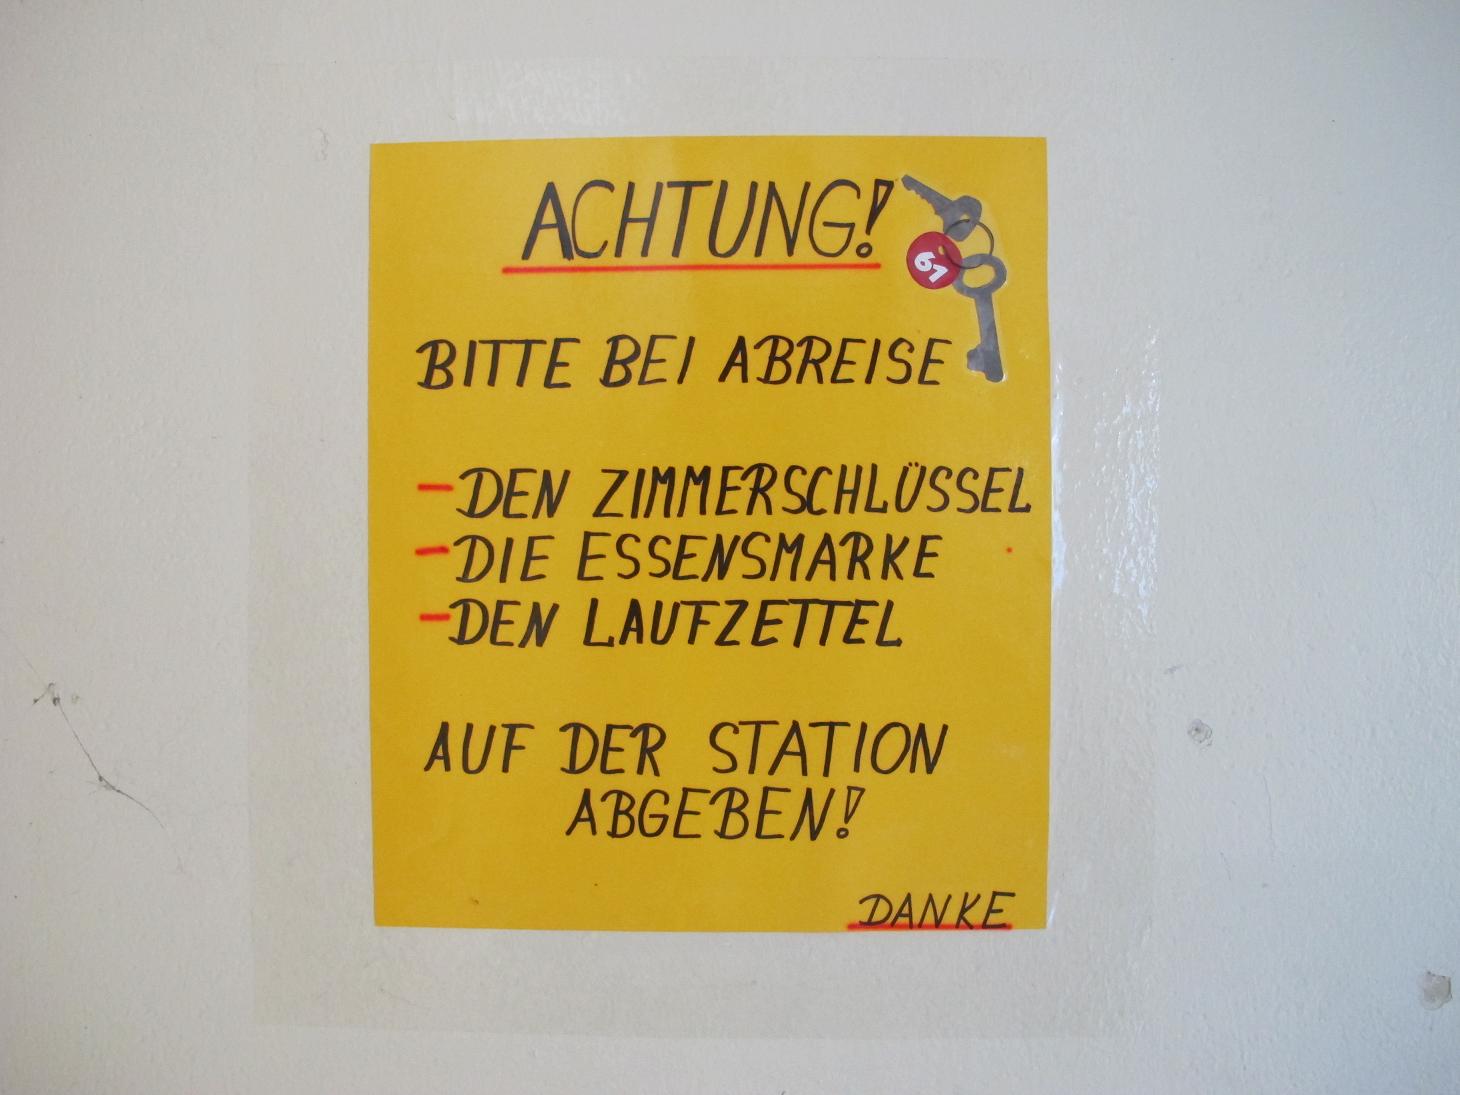 ACHTUNG!
61
BITTE BEI ABREISE
- DEN ZIMMERSCHLÜSSEL
- DIE ESSENSMARKE
- DEN LAUFZETTEL
AUF DER STATION
ABGEBEN!
DANKE